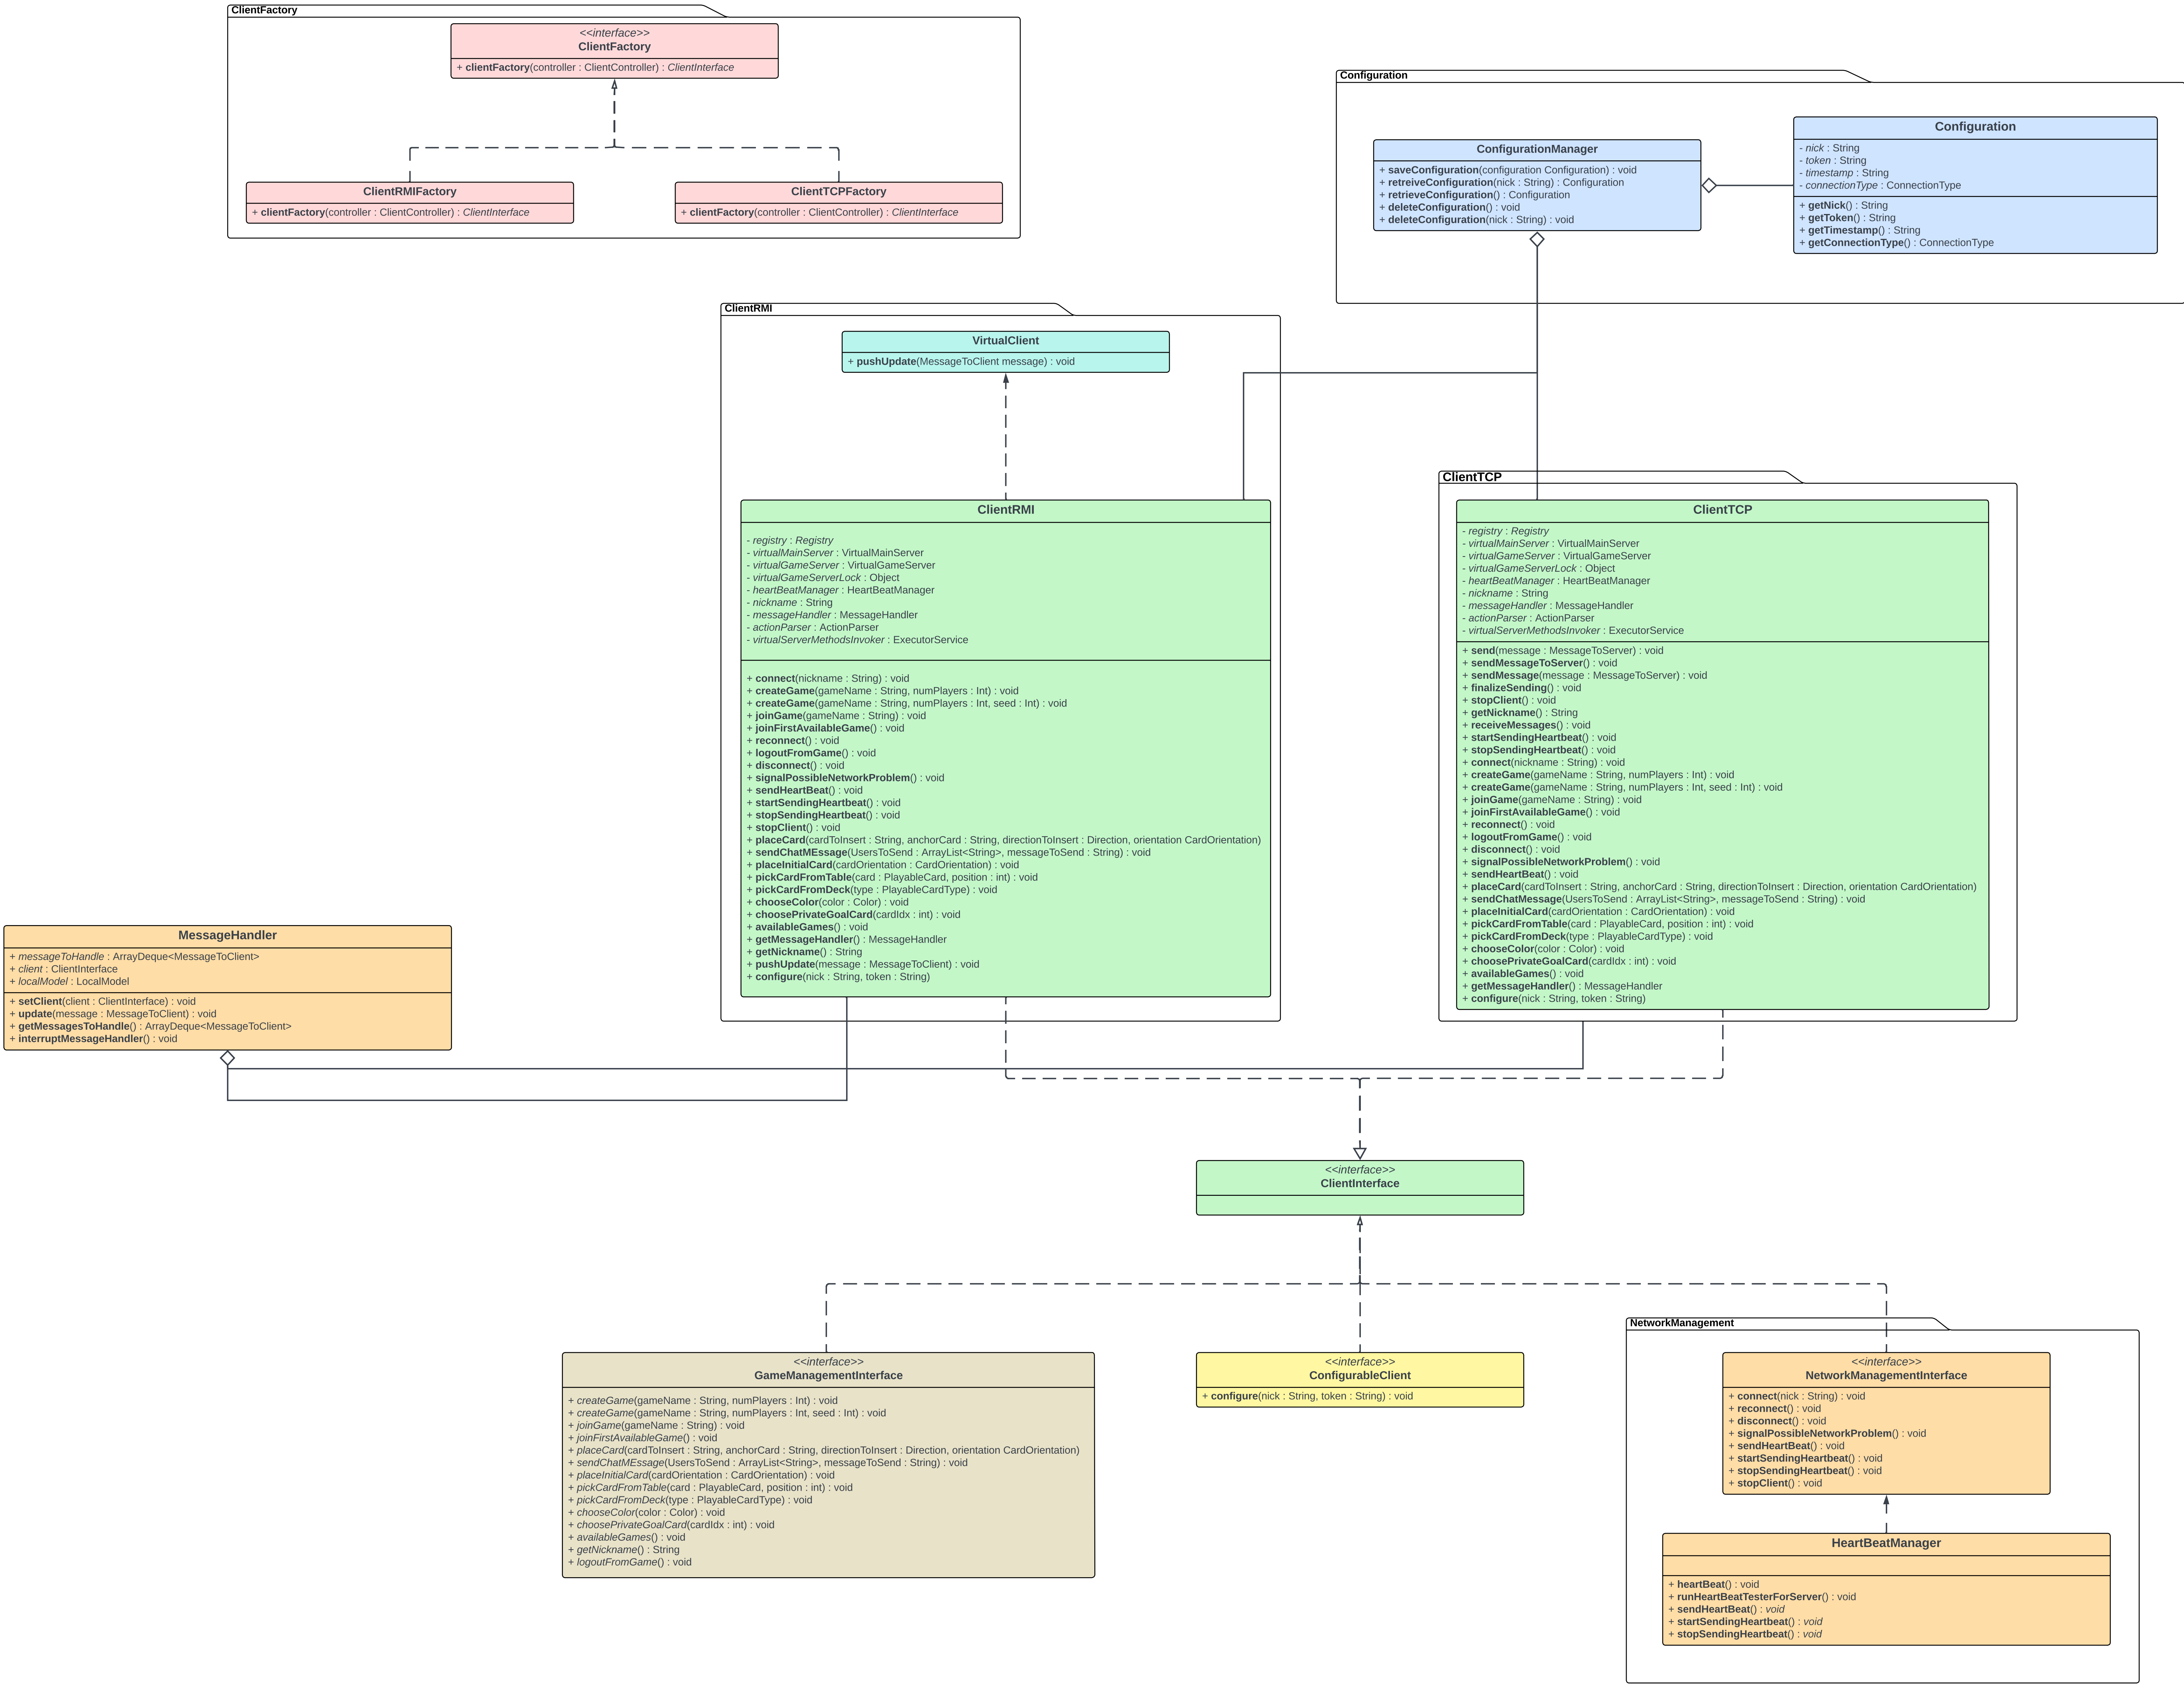 ClientFactory
<<interface>>
ClientFactory
+ clientFactory(controller : ClientController) : ClientInterface
ClientRMIFactory
+ clientFactory(controller : ClientController) : ClientInterface
ClientTCPFactory
+ clientFactory(controller : ClientController) : ClientInterface
Configuration
ConfigurationManager
+ saveConfiguration(configuration Configuration) : void
+ retreiveConfiguration(nick : String) : Configuration
+ retrieveConfiguration() : Configuration
+ deleteConfiguration() : void
+ deleteConfiguration(nick : String) : void
Configuration
- nick : String
- token : String
- timestamp : String
- connectionType : ConnectionType
+ getNick() : String
+ getToken() : String
+ getTimestamp() : String
+ getConnectionType() : ConnectionType
ClientRMI
VirtualClient
+ pushUpdate(MessageToClient message) : void
ClientRMI
- registry : Registry
- virtualMainServer : VirtualMainServer
- virtualGameServer : VirtualGameServer
- virtualGameServerLock : Object
- heartBeatManager : HeartBeatManager
- nickname : String
- messageHandler : MessageHandler
- actionParser : ActionParser
- virtualServerMethodsInvoker : ExecutorService
+ connect(nickname : String) : void
+ createGame(gameName : String, numPlayers : Int) : void
+ createGame(gameName : String, numPlayers : Int, seed : Int) : void
+ joinGame(gameName : String) : void
+ joinFirstAvailableGame() : void
+ reconnect() : void
+ logoutFromGame() : void
+ disconnect() : void
+ signalPossibleNetworkProblem() : void
+ sendHeartBeat() : void
+ startSendingHeartbeat() : void
+ stopSendingHeartbeat() : void
+ stopClient() : void
+ placeCard(cardToInsert : String, anchorCard : String, directionToInsert : Direction, orientation CardOrientation)
+ sendChatMEssage(UsersToSend : ArrayList<String>, messageToSend : String) : void
+ placeInitialCard(cardOrientation : CardOrientation) : void
+ pickCardFromTable(card : PlayableCard, position : int) : void
+ pickCardFromDeck(type : PlayableCardType) : void
+ chooseColor(color : Color) : void
+ choosePrivateGoalCard(cardIdx : int) : void
+ availableGames() : void
+ getMessageHandler() : MessageHandler
+ getNickname() : String
+ pushUpdate(message : MessageToClient) : void
+ configure(nick : String, token : String)
ClientTCP
ClientTCP
- registry : Registry
- virtualMainServer : VirtualMainServer
- virtualGameServer : VirtualGameServer
- virtualGameServerLock : Object
- heartBeatManager : HeartBeatManager
- nickname : String
- messageHandler : MessageHandler
- actionParser : ActionParser
- virtualServerMethodsInvoker : ExecutorService
+ send(message : MessageToServer) : void
+ sendMessageToServer() : void
+ sendMessage(message : MessageToServer) : void
+ finalizeSending() : void
+ stopClient() : void
+ getNickname() : String
+ receiveMessages() : void
+ startSendingHeartbeat() : void
+ stopSendingHeartbeat() : void
+ connect(nickname : String) : void
+ createGame(gameName : String, numPlayers : Int) : void
+ createGame(gameName : String, numPlayers : Int, seed : Int) : void
+ joinGame(gameName : String) : void
+ joinFirstAvailableGame() : void
+ reconnect() : void
+ logoutFromGame() : void
+ disconnect() : void
+ signalPossibleNetworkProblem() : void
+ sendHeartBeat() : void
+ placeCard(cardToInsert : String, anchorCard : String, directionToInsert : Direction, orientation CardOrientation)
+ sendChatMessage(UsersToSend : ArrayList<String>, messageToSend : String) : void
+ placeInitialCard(cardOrientation : CardOrientation) : void
+ pickCardFromTable(card : PlayableCard, position : int) : void
+ pickCardFromDeck(type : PlayableCardType) : void
+ chooseColor(color : Color) : void
+ choosePrivateGoalCard(cardIdx : int) : void
+ availableGames() : void
+ getMessageHandler() : MessageHandler
+ configure(nick : String, token : String)
MessageHandler
+ messageToHandle : ArrayDeque<MessageToClient>
+ client : ClientInterface
+ localModel : LocalModel
+ setClient(client : ClientInterface) : void
+ update(message : MessageToClient) : void
+ getMessagesToHandle() : ArrayDeque<MessageToClient>
+ interruptMessageHandler() : void
<<interface>>
ClientInterface
<<interface>>
GameManagementInterface
+ createGame(gameName : String, numPlayers : Int) : void
+ createGame(gameName : String, numPlayers : Int, seed : Int) : void
+ joinGame(gameName : String) : void
+ joinFirstAvailableGame() : void
+ placeCard(cardToInsert : String, anchorCard : String, directionToInsert : Direction, orientation CardOrientation)
+ sendChatMEssage(UsersToSend : ArrayList<String>, messageToSend : String) : void
+ placeInitialCard(cardOrientation : CardOrientation) : void
+ pickCardFromTable(card : PlayableCard, position : int) : void
+ pickCardFromDeck(type : PlayableCardType) : void
+ chooseColor(color : Color) : void
+ choosePrivateGoalCard(cardIdx : int) : void
+ availableGames() : void
+ getNickname() : String
+ logoutFromGame() : void
<<interface>>
ConfigurableClient
+ configure(nick : String, token : String) : void
NetworkManagement
<<interface>>
NetworkManagementInterface
+ connect(nick : String) : void
+ reconnect() : void
+ disconnect() : void
+ signalPossibleNetworkProblem() : void
+ sendHeartBeat() : void
+ startSendingHeartbeat() : void
+ stopSendingHeartbeat() : void
+ stopClient() : void
HeartBeatManager
+ heartBeat() : void
+ runHeartBeatTesterForServer() : void
+ sendHeartBeat() : void
+ startSendingHeartbeat() : void
+ stopSendingHeartbeat() : void